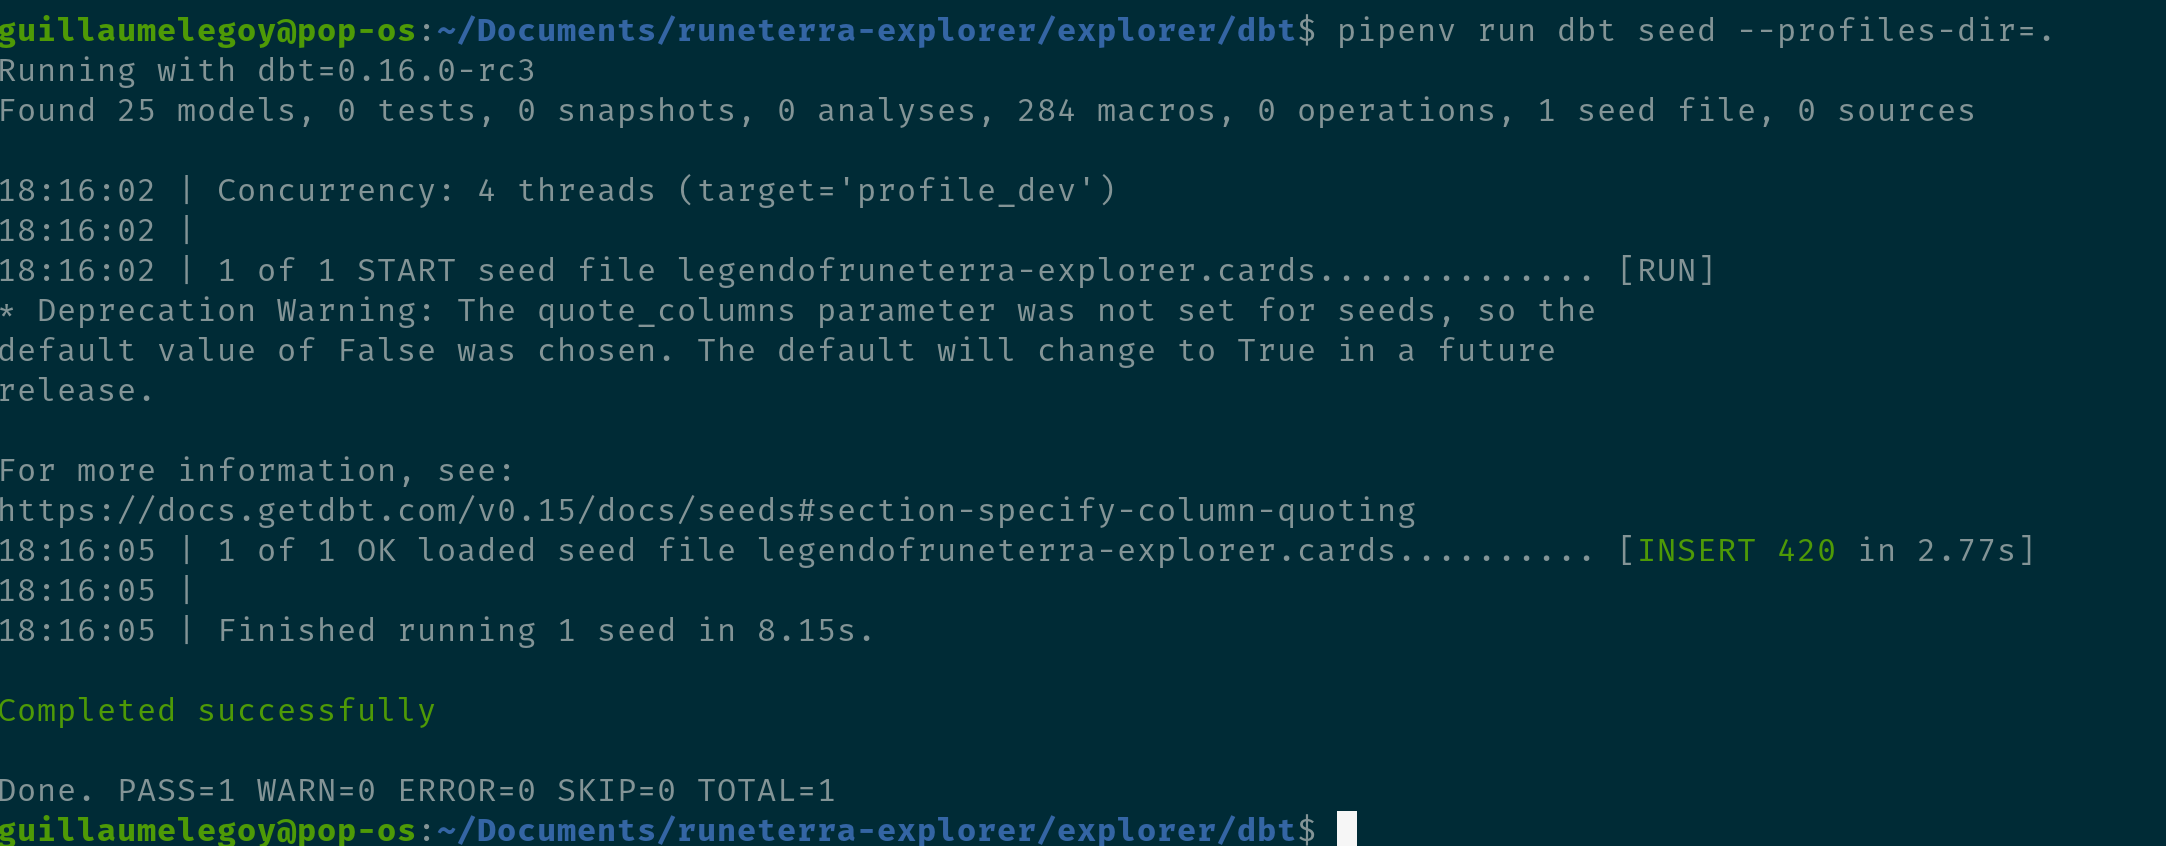 guillaumelegoy@pop-os:~/Documents/runeterra-explorer/explorer/dbt$ pipenv run dbt seed --profiles-dir=.
Running with dbt=0.16.0-rc3
Found 25 models, 0 tests, 0 snapshots, 0 analyses, 284 macros, 0 operations, 1 seed file, 0 sources
18:16:02 | Concurrency: 4 threads (target='profile_dev')
18:16:02 |
18:16:02 | 1 of 1 START seed file legendofruneterra-explorer.cards.............. [RUN]
* Deprecation Warning: The quote_columns parameter was not set for seeds, so the
default value of False was chosen. The default will change to True in a future
release.
For more information, see:
https://docs.getdbt.com/v0.15/docs/seeds#section-specify-column-quoting
18:16:05 | 1 of 1 OK loaded seed file legendofruneterra-explorer.cards.......... [INSERT 420 in 2.77s]
18:16:05 |
18:16:05 | Finished running 1 seed in 8.15s.
Completed successfully
Done. PASS=1 WARN=0 ERROR=0 SKIP=0 TOTAL=1
guillaumelegoy@pop-os:~/Documents/runeterra-explorer/explorer/dbt$